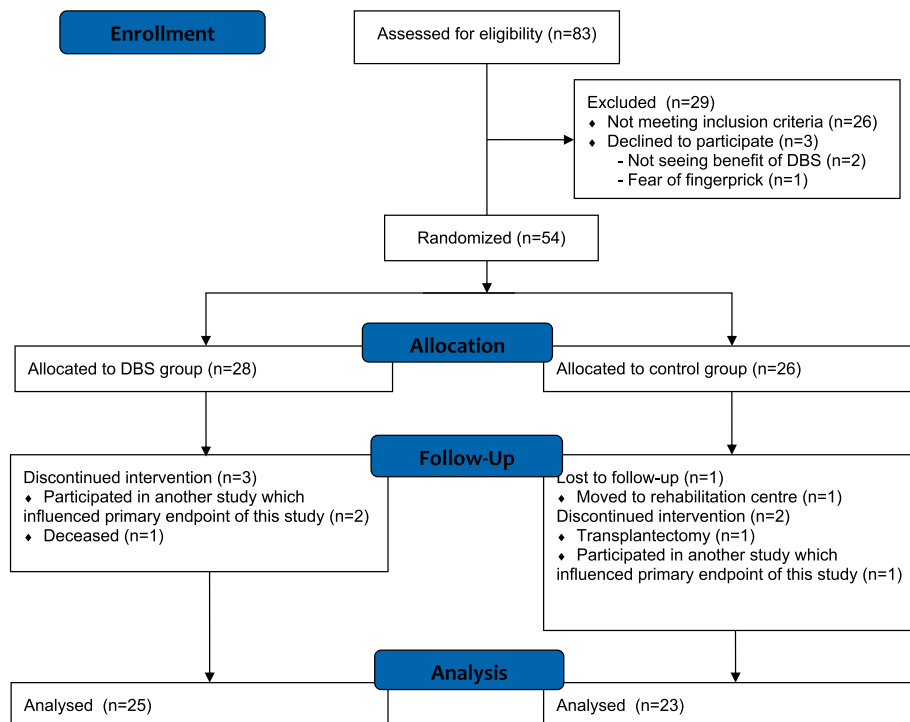 Enrollment
Assessed for eligibility (n=83)
Excluded (n=29)
♦ Not meeting inclusion criteria (n=26)
♦ Declined to participate (n=3)
- Not seeing benefit of DBS (n=2)
- Fear of fingerprick (n=1)
Randomized (n=54)
Allocation
Allocated to DBS group (n=28)
Allocated to control group (n=26)
Follow-Up
Discontinued intervention (n=3)
♦ Participated in another study which
influenced primary endpoint of this study (n=2)
♦ Deceased (n=1)
Lost to follow-up (n=1)
♦ Moved to rehabilitation centre (n=1)
Discontinued intervention (n=2)
♦ Transplantectomy (n=1)
♦ Participated in another study which
influenced primary endpoint of this study (n=1)
Analysis
Analysed (n=25)
Analysed (n=23)